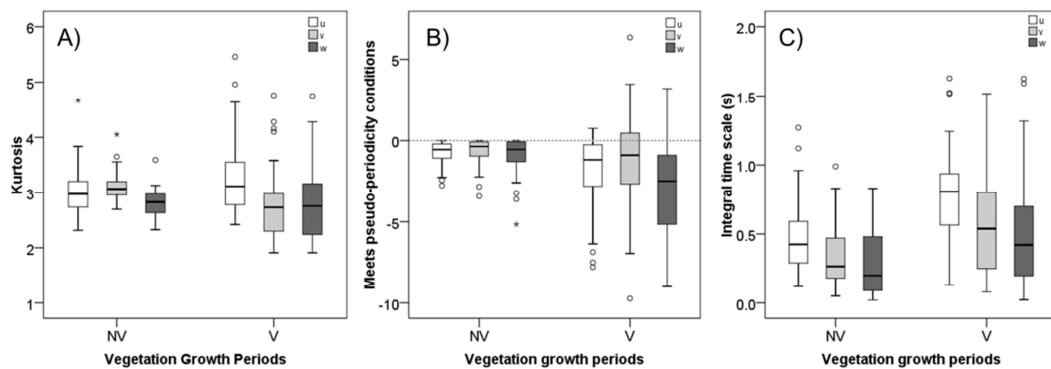 A)
u
v
w
Kurtosis
6
5
4
3
2
1
NV
V
Vegetation Growth Periods
B)
u
v
w
Meets pseudo-periodicity conditions
5
0
-5
-10
NV
V
Vegetation growth periods
C)
u
v
w
Integral time scale (s)
2.0
1.5
1.0
0.5
0.0
NV
V
Vegetation growth periods